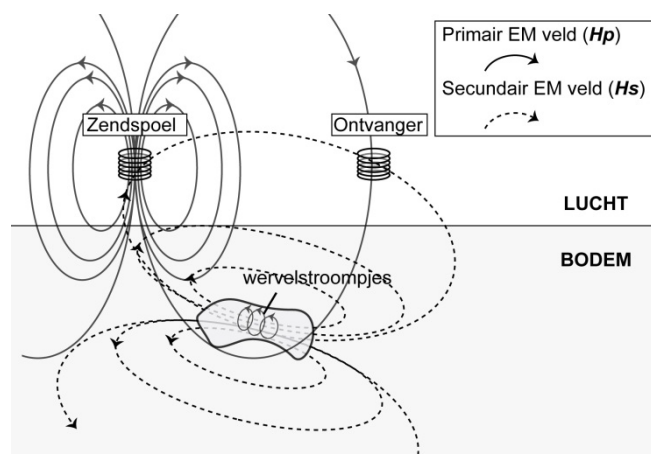 Primair EM veld (Hp)
Secundair EM veld (Hs)
Zendspoel
Ontvanger
LUCHT
BODEM
wervelstroompjes